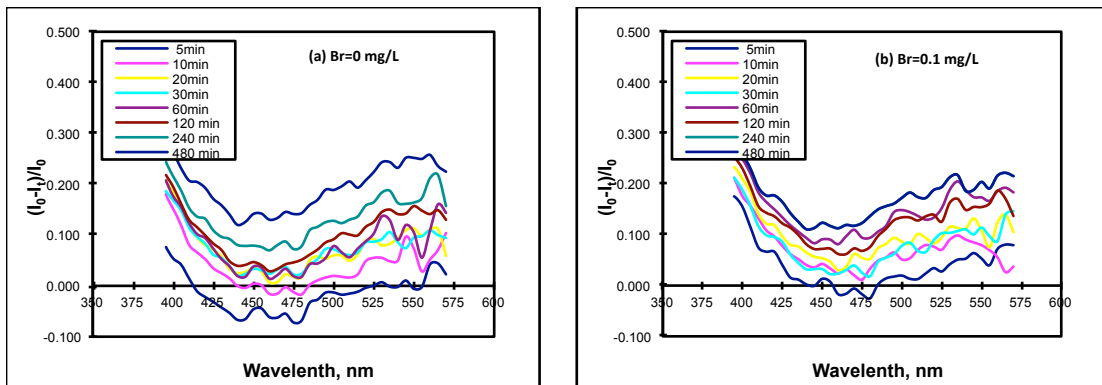 0.500
0.400
0.300
0.200
0.100
0.000
-0.100
350 375 400 425 450 475 500 525 550 575 600
(I0-It)/I0
Wavelenth, nm
(a) Br=0 mg/L
5min
10min
20min
30min
60min
120 min
240 min
480 min
0.500
0.400
0.300
0.200
0.100
0.000
-0.100
350 375 400 425 450 475 500 525 550 575 600
(I0-It)/I0
Wavelenth, nm
(b) Br=0.1 mg/L
5min
10min
20min
30min
60min
120 min
240 min
480 min